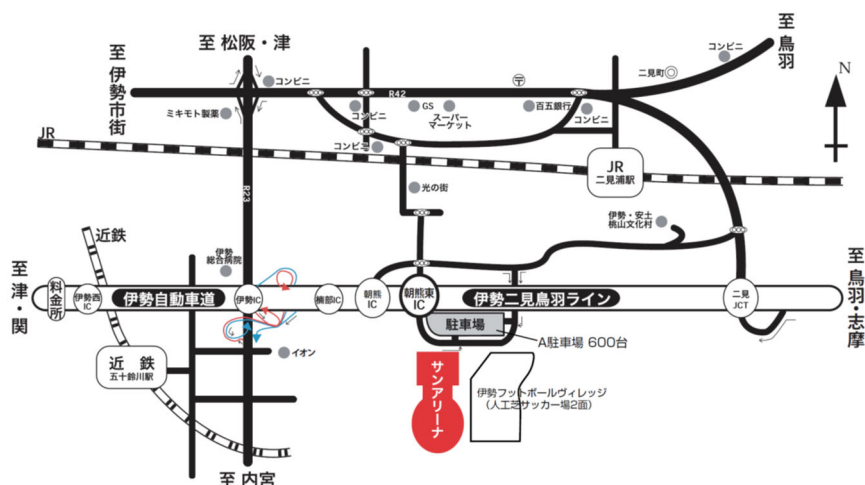 至 松阪・津
至 伊勢市街
至 鳥羽
コンビニ
コンビニ
二見町
N
R42
ミキモト製薬
コンビニ
GS
スーパー
マーケット
百五銀行
コンビニ
コンビニ
JR
JR
二見浦駅
R23
光の街
伊勢・安土
桃山文化村
近鉄
伊勢
総合病院
至 津・関
料金所
伊勢西
IC
伊勢自動車道
伊勢IC
楠部IC
朝熊
IC
朝熊東
IC
伊勢二見鳥羽ライン
二見
JCT
至 鳥羽・志摩
駐車場
A駐車場 600台
イオン
近 鉄
五十鈴川駅
サンアリーナ
伊勢フットボールヴィレッジ
(人工芝サッカー場2面)
至 内宮